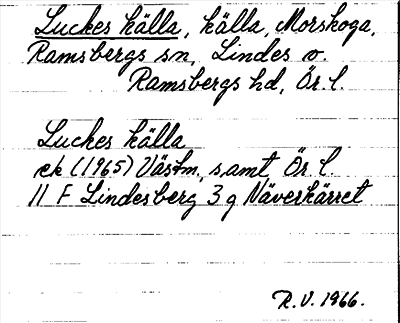 Luckes källa, källa, Morskoga,
Ramsbergs sn, Lindes o.
Ramsbergs hd, Ör. l.
Luckes källa
ek (1965) Västm., samt Ör. l.
11 F Lindesberg 3 g Näverkärret
R.V. 1966.